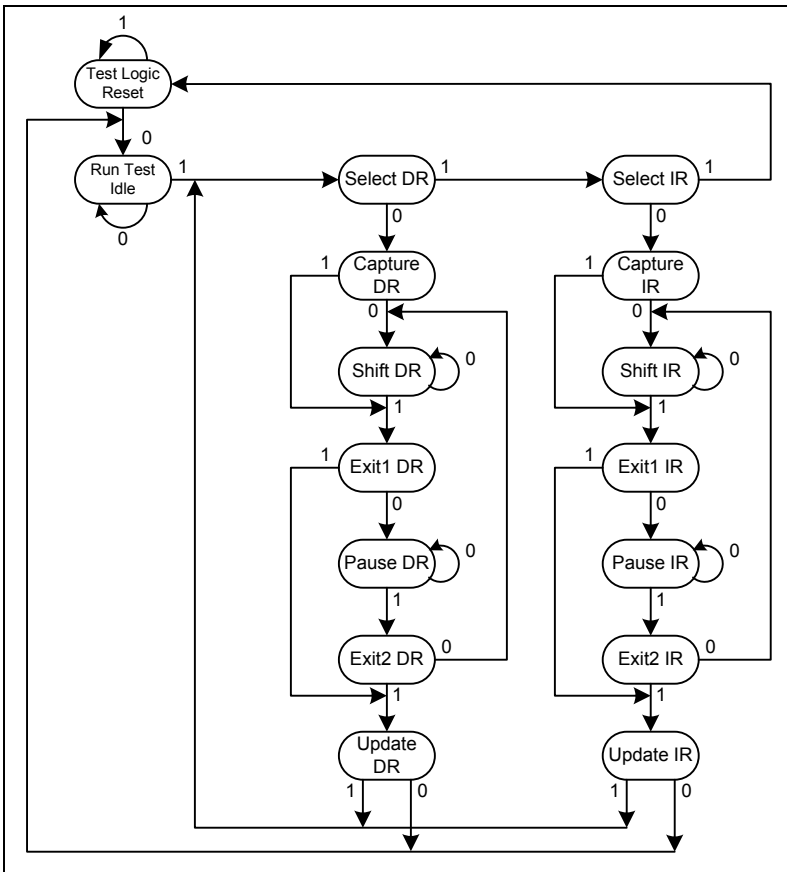 1
Test Logic
Reset
0
Run Test
Idle
1
0
Select DR
1
Select IR
1
0
0
Capture
DR
1
0
Capture
IR
1
0
Shift DR
0
1
Shift IR
0
1
Exit1 DR
1
0
Exit1 IR
1
0
Pause DR
0
1
Pause IR
0
1
Exit2 DR
0
1
Exit2 IR
0
1
Update
DR
1
0
Update IR
1
0